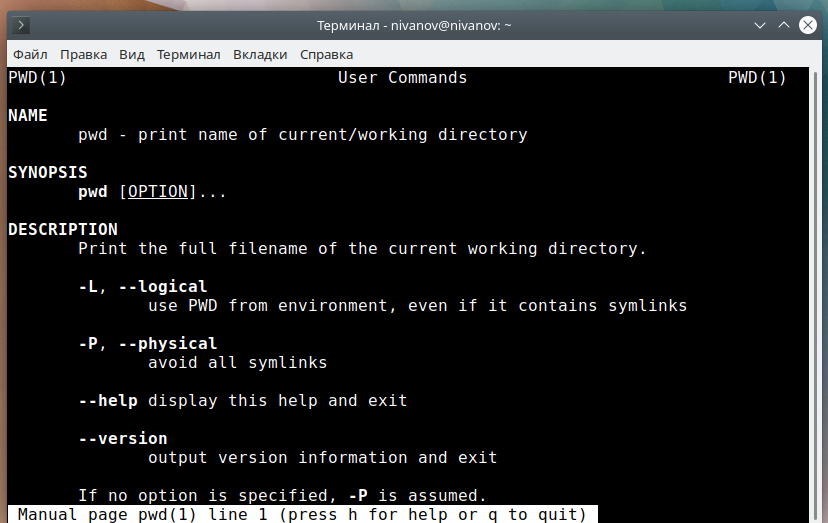 Терминал - nivanov@nivanov: ~
Файл Правка Вид Терминал Вкладки Справка
PWD(1) User Commands PWD(1)
NAME
pwd - print name of current/working directory
SYNOPSIS
pwd [OPTION]...
DESCRIPTION
Print the full filename of the current working directory.
-L, --logical
use PWD from environment, even if it contains symlinks
-P, --physical
avoid all symlinks
--help display this help and exit
--version
output version information and exit
If no option is specified, -P is assumed.
Manual page pwd(1) line 1 (press h for help or q to quit)